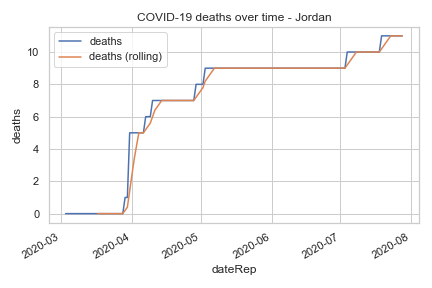 COVID-19 deaths over time - Jordan
deaths
deaths (rolling)
deaths
10
8
6
4
2
0
2020-03
2020-04
2020-05
2020-06
2020-07
2020-08
dateRep